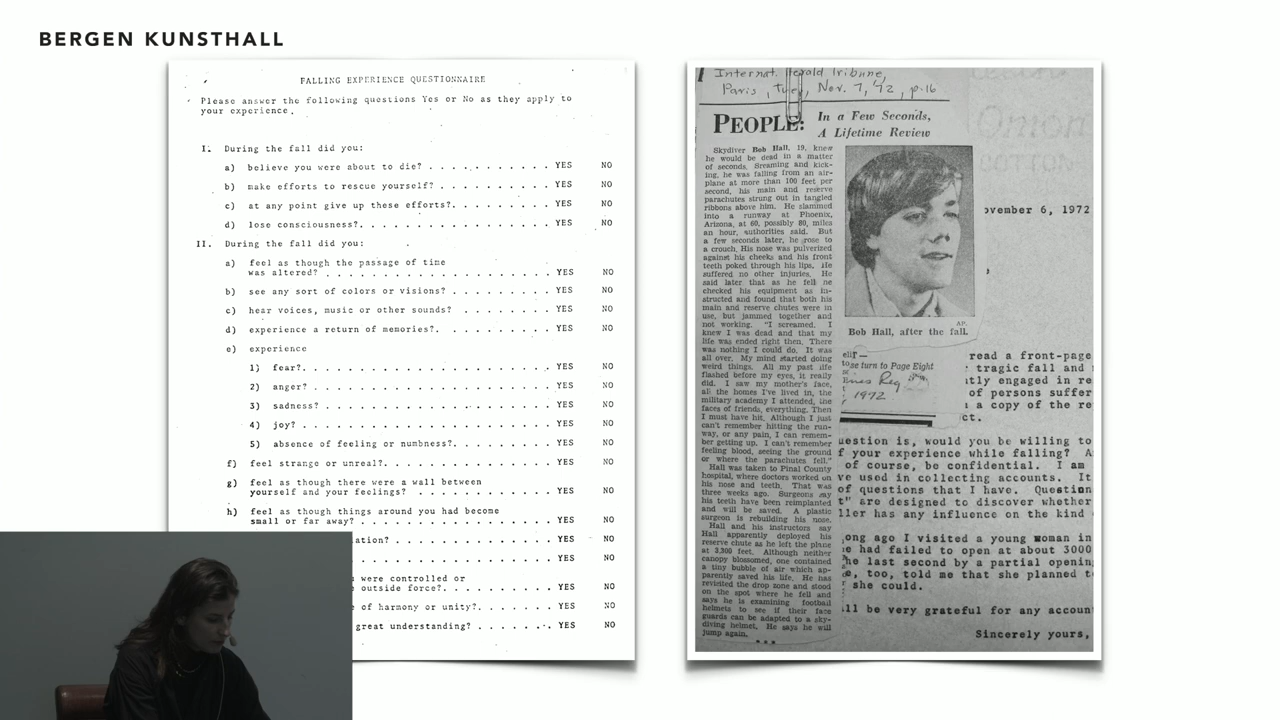 BERGEN KUNSTHALL
FALLING EXPERIENCE QUESTIONNAIRE
Please answer the following questions Yes or No as they apply to
your experience.
I. During the fall did you:
a) believe you were about to die? . . . . . . . . . . YES NO
b) make efforts to rescue yourself? . . . . . . . . . YES NO
c) at any point give up these efforts?. . . . . . . . YES NO
d) lose consciousness?. . . . . . . . . . . . . . . . YES NO
II. During the fall did you:
a) feel as though the passage of time
was altered? . . . . . . . . . . . . . . . . . . . YES NO
b) see any sort of colors or visions? . . . . . . . . YES NO
c) hear voices, music or other sounds? . . . . . . . YES NO
d) experience a return of memories?. . . . . . . . . YES NO
e) experience
1) fear?. . . . . . . . . . . . . . . . . . . . . YES NO
2) anger? . . . . . . . . . . . . . . . . . . . . YES NO
3) sadness? . . . . . . . . . . . . . . . . . . . YES NO
4) joy? . . . . . . . . . . . . . . . . . . . . . YES NO
5) absence of feeling or numbness?. . . . . . . . YES NO
f) feel strange or unreal?. . . . . . . . . . . . . . YES NO
g) feel as though there were a wall between
yourself and your feelings? . . . . . . . . . . . YES NO
h) feel as though things around you had become
small or far away? . . . . . . . . . . . . . . . . YES NO
lation? . . . . . . . . . . . . . . YES NO
. . . . . . . . . . . . . . YES NO
were controlled or
outside force?. . . . . . . . . . . YES NO
of harmony or unity?. . . . . . . . YES NO
great understanding? . . . . . . . YES NO
Internat. Herald Tribune,
Paris, Tues, Nov. 7, '72, p.16
PEOPLE:
In a Few Seconds,
A Lifetime Review
Skydiver Bob Hall, 19, knew
he would be dead in a matter
of seconds. Sreaming and kick-
ing, he was falling from an air-
plane at more than 100 feet per
second, his main and reserve
parachutes strung out in tangled
ribbons above him. He slammed
into a runway at Phoenix,
Arizona, at 60, possibly 80, miles
an hour, authorities said. But
a few seconds later, he rose to
a crouch. His nose was pulverized
against his cheeks and his front
teeth poked through his lips. He
suffered no other injuries. He
said later that as he fell he
checked his equipment as in-
structed and found that both his
main and reserve chutes were in
use, but jammed together and
not working. "I screamed. I
knew I was dead and that my
life was ended right then. There
was nothing I could do. It was
all over. My mind started doing
weird things. All my past life
flashed before my eyes, it really
did. I saw my mother's face,
all the homes I've lived in, the
military academy I attended, the
faces of friends, everything. Then
I must have hit. Although I just
can't remember hitting the run-
way, or any pain, I can remem-
ber getting up. I can't remember
feeling blood, seeing the ground
or where the parachutes fell."
Hall was taken to Pinal County
hospital, where doctors worked on
his nose and teeth. That was
three weeks ago. Surgeons say
his teeth have been reimplanted
and will be saved. A plastic
surgeon is rebuilding his nose.
Hall and his instructors say
Hall apparently deployed his
reserve chute as he left the plane
at 3,300 feet. Although neither
canopy blossomed, one contained
a tiny bubble of air which ap-
parently saved his life. He has
revisited the drop zone and stood
on the spot where he fell and
says he is examining football
helmets to see if their face
guards can be adapted to a sky-
diving helmet. He says he will
jump again.
AP.
Bob Hall, after the fall.
ovember 6, 1972
,
elf—
se turn to Page Eight
1972
read a front-page
tragic fall and
tly engaged in re
of persons suffer
a copy of the re
ct.
uestion is, would you be willing to
f your experience while falling? A
of course, be confidential. I am
ve used in collecting accounts. It
of questions that I have. Question
t" are designed to discover whether
ller has any influence on the kind
ong ago I visited a young woman in
e had failed to open at about 3000
he last second by a partial openin
e, too, told me that she planned t
she could.
ll be very grateful for any accoun
Sincerely yours,